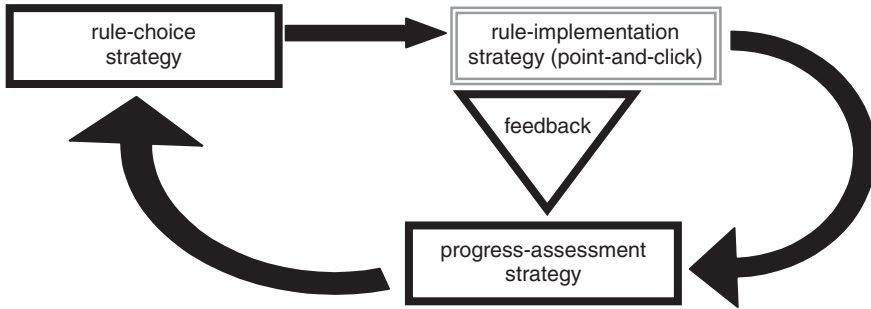 rule-choice
strategy
rule-implementation
strategy (point-and-click)
feedback
progress-assessment
strategy